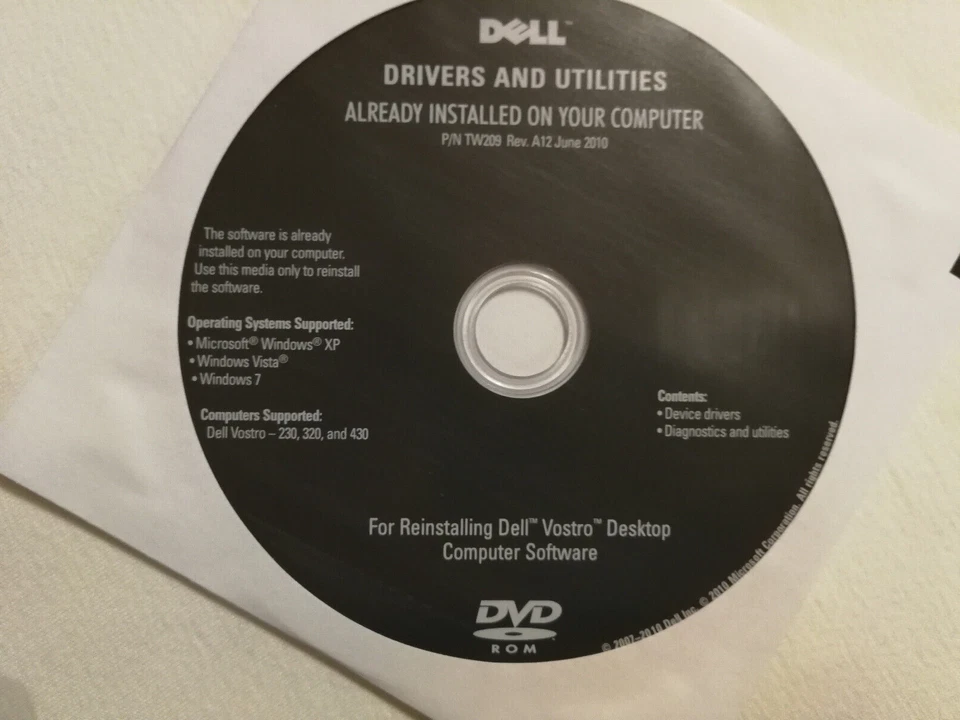 DELL™
DRIVERS AND UTILITIES
ALREADY INSTALLED ON YOUR COMPUTER
P/N TW209 Rev. A12 June 2010
The software is already
installed on your computer.
Use this media only to reinstall
the software.
Operating Systems Supported:
• Microsoft® Windows® XP
• Windows Vista®
• Windows 7
Computers Supported:
Dell Vostro – 230, 320, and 430
Contents:
• Device drivers
• Diagnostics and utilities
For Reinstalling Dell™ Vostro™ Desktop
Computer Software
DVD
ROM
© 2007–2010 Dell Inc. © 2010 Microsoft Corporation. All rights reserved.